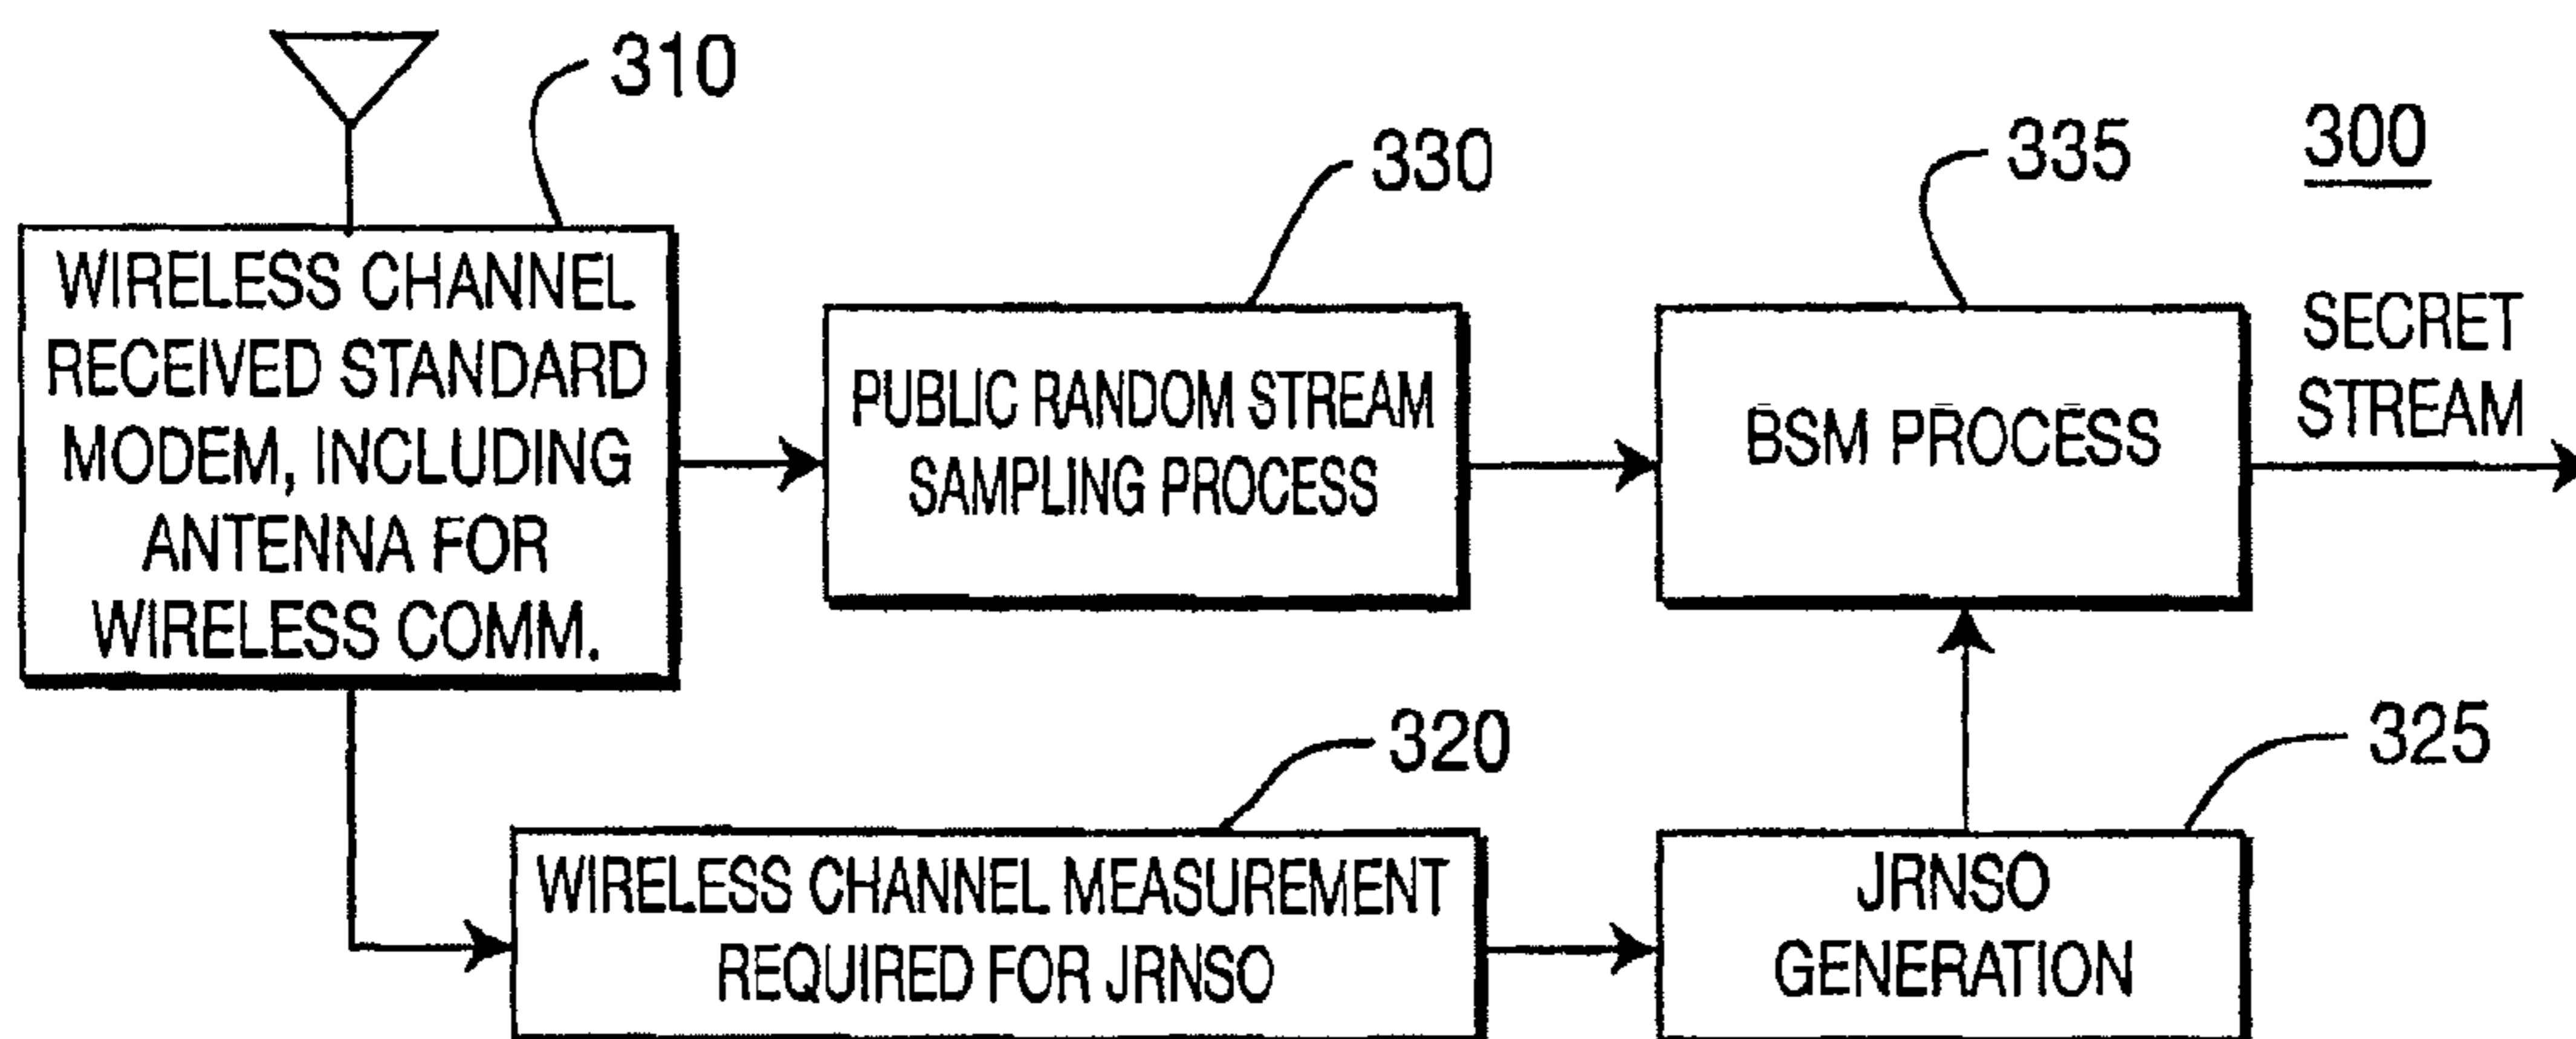 310
330
335
300
WIRELESS CHANNEL
RECEIVED STANDARD
MODEM, INCLUDING
ANTENNA FOR
WIRELESS COMM.
PUBLIC RANDOM STREAM
SAMPLING PROCESS
BSM PROCESS
SECRET
STREAM
320
325
WIRELESS CHANNEL MEASUREMENT
REQUIRED FOR JRNSO
JRNSO
GENERATION